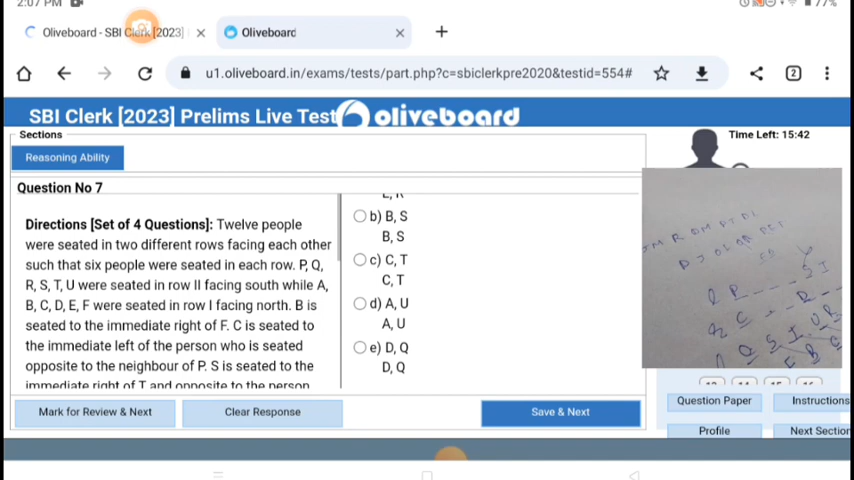 2:07 PM
77%
Oliveboard - SBI Clerk [2023]
Oliveboard
u1.oliveboard.in/exams/tests/part.php?c=sbiclerkpre2020&testid=554#
2
SBI Clerk [2023] Prelims Live Test
oliveboard
Sections
Reasoning Ability
Time Left: 15:42
Question No 7
Directions [Set of 4 Questions]: Twelve people
were seated in two different rows facing each other
such that six people were seated in each row. P, Q,
R, S, T, U were seated in row II facing south while A,
B, C, D, E, F were seated in row I facing north. B is
seated to the immediate right of F. C is seated to
the immediate left of the person who is seated
opposite to the neighbour of P. S is seated to the
immediate right of T and opposite to the person
b) B, S
B, S
c) C, T
C, T
d) A, U
A, U
e) D, Q
D, Q
Mark for Review & Next
Clear Response
Save & Next
Question Paper
Instructions
Profile
Next Section